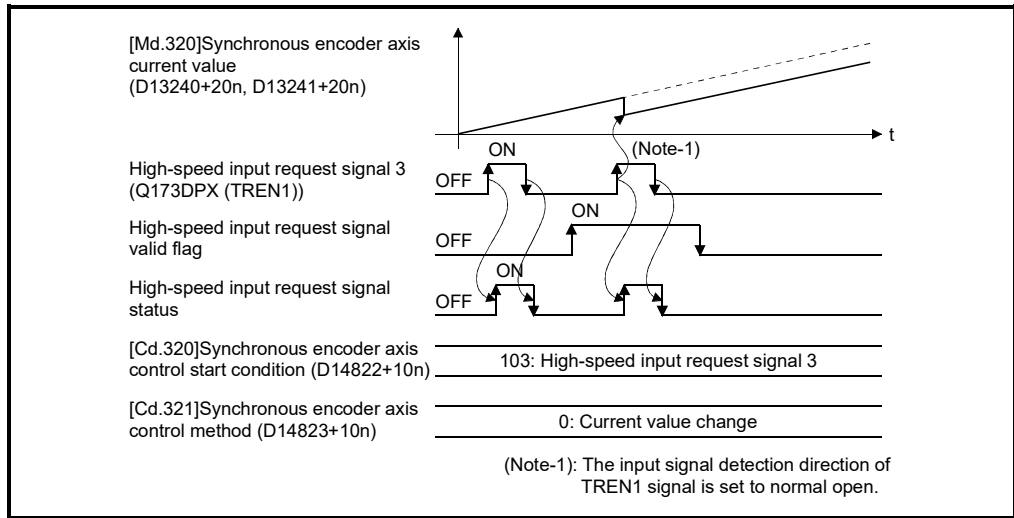 [Md.320]Synchronous encoder axis
current value
(D13240+20n, D13241+20n)
t
High-speed input request signal 3
(Q173DPX (TREN1))
OFF
ON
(Note-1)
High-speed input request signal
valid flag
OFF
ON
High-speed input request signal
status
OFF
ON
[Cd.320]Synchronous encoder axis
control start condition (D14822+10n)
103: High-speed input request signal 3
[Cd.321]Synchronous encoder axis
control method (D14823+10n)
0: Current value change
(Note-1): The input signal detection direction of
TREN1 signal is set to normal open.